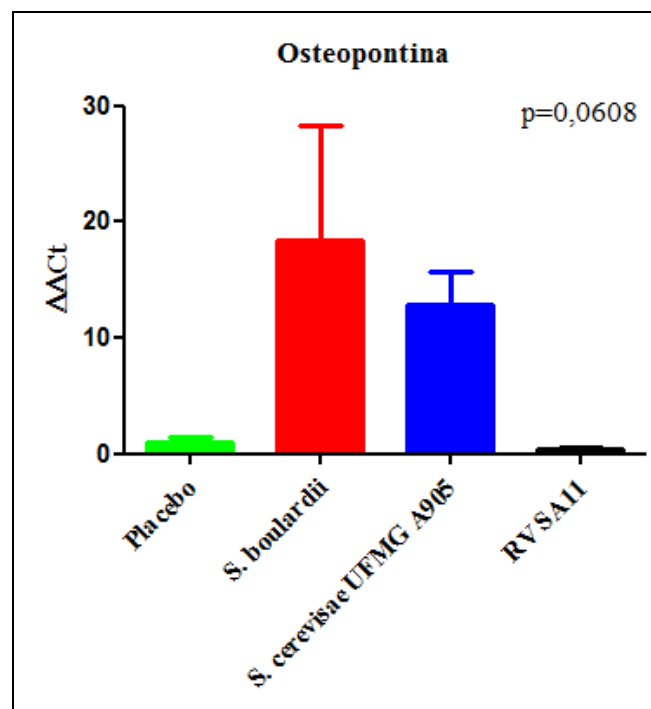 Osteopontina
p=0,0608
ΔΔCt
30
20
10
0
Placebo
S. boulardii
S. cerevisae UFMG A905
RV SA11